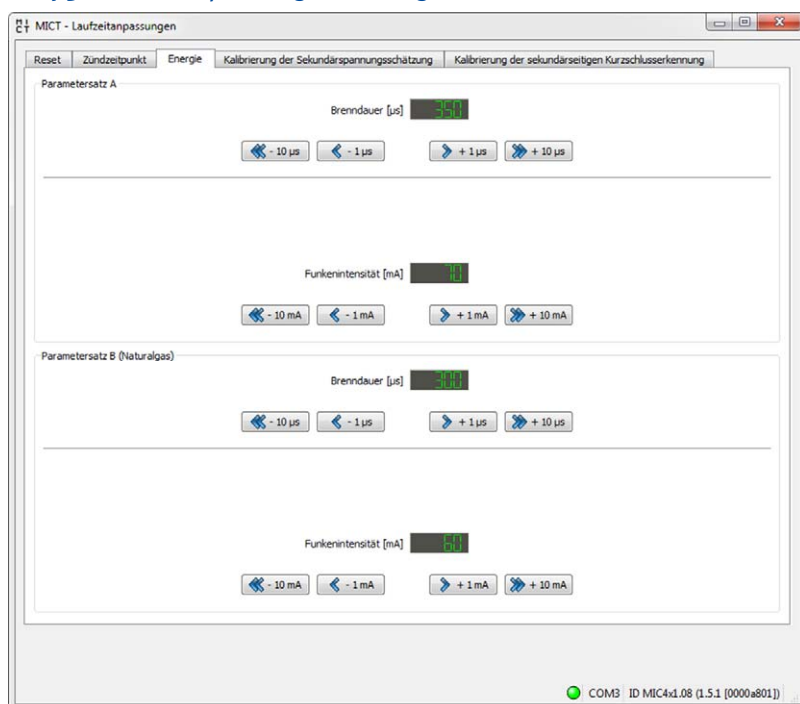 MICT - Laufzeitanpassungen
Reset Zündzeitpunkt Energie Kalibrierung der Sekundärspannungsschätzung Kalibrierung der sekundärseitigen Kurzschlusserkennung
Parametersatz A
Brenndauer [µs] 350
- 10 µs - 1 µs + 1 µs + 10 µs
Funkenintensität [mA] 70
- 10 mA - 1 mA + 1 mA + 10 mA
Parametersatz B (Naturalgas)
Brenndauer [µs] 300
- 10 µs - 1 µs + 1 µs + 10 µs
Funkenintensität [mA] 60
- 10 mA - 1 mA + 1 mA + 10 mA
COM3 ID MIC4x1.08 (1.5.1 [0000a801])